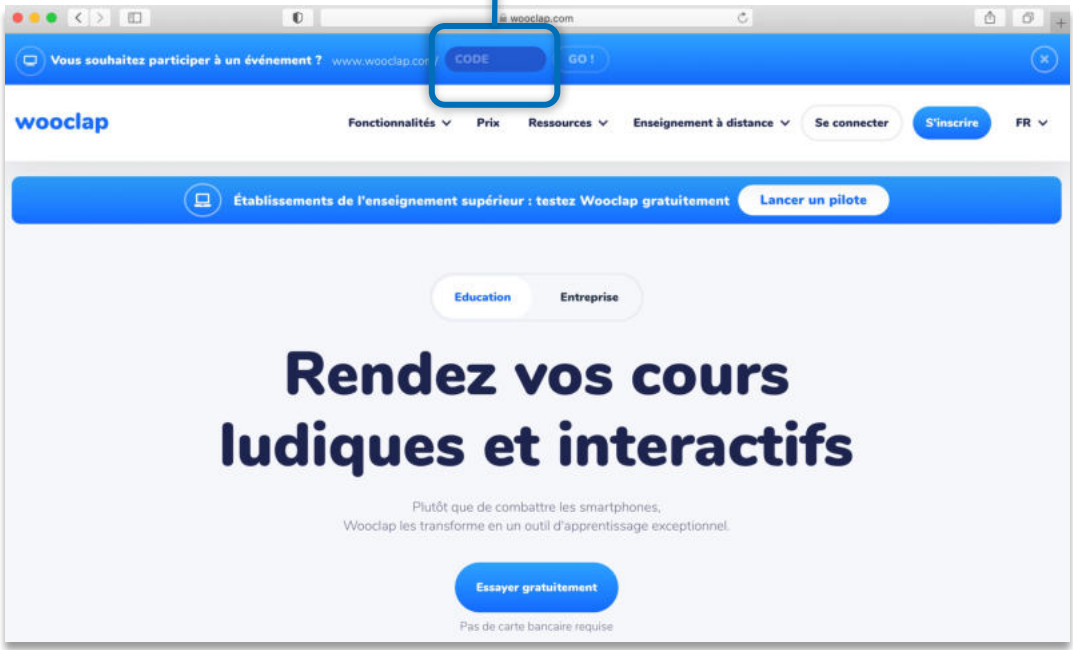 wooclap.com
Vous souhaitez participer à un événement ? www.wooclap.com/ CODE GO !
wooclap Fonctionnalités Prix Ressources Enseignement à distance Se connecter S'inscrire FR
Établissements de l'enseignement supérieur : testez Wooclap gratuitement Lancer un pilote
Education Entreprise
Rendez vos cours
ludiques et interactifs
Plutôt que de combattre les smartphones,
Wooclap les transforme en un outil d'apprentissage exceptionnel.
Essayer gratuitement
Pas de carte bancaire requise